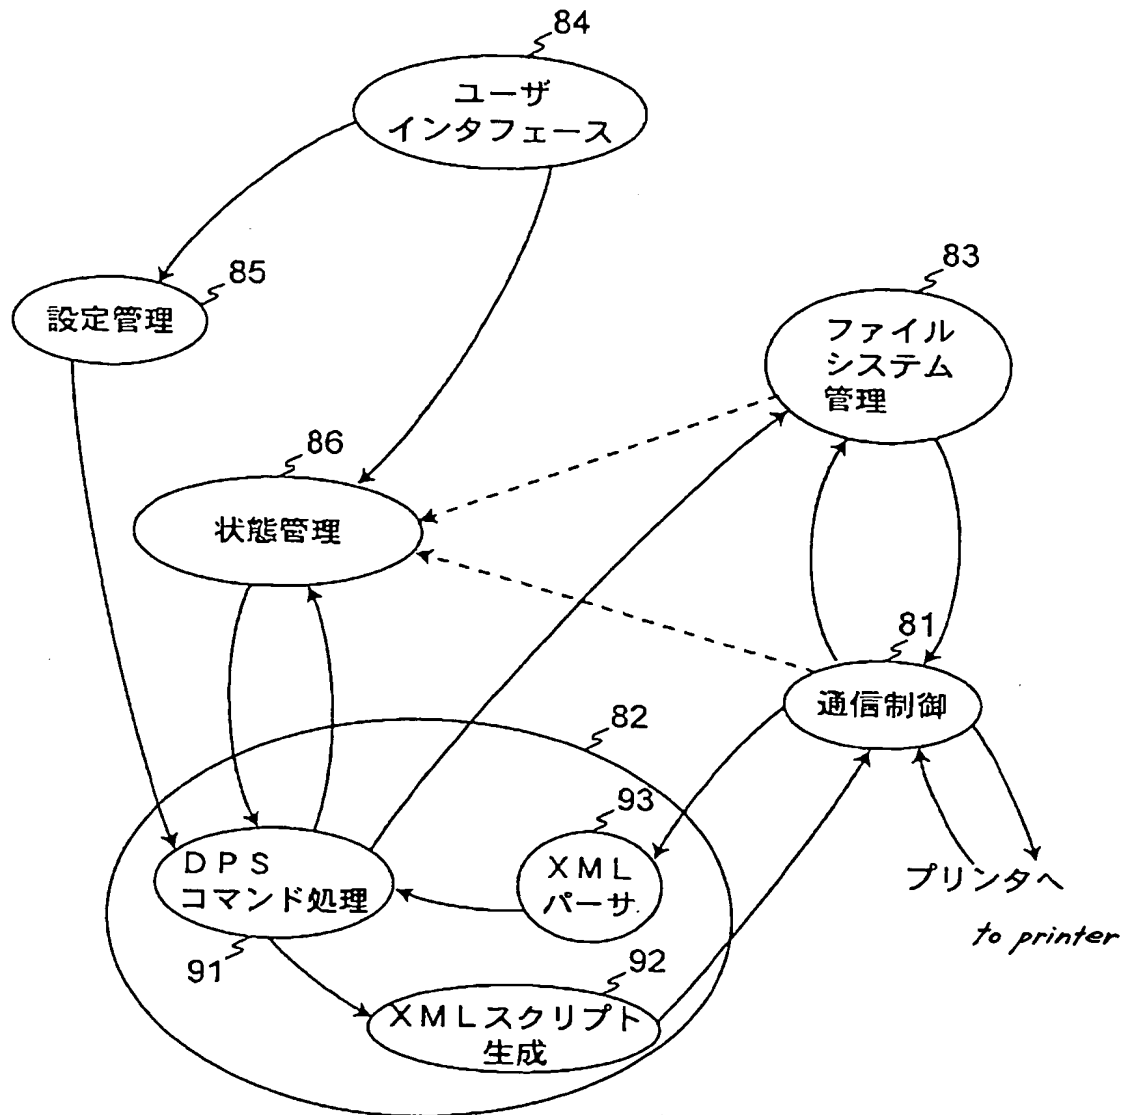 84
ユーザ
インタフェース
85
設定管理
83
ファイル
システム
管理
86
状態管理
81
通信制御
82
93
DPS
コマンド処理
91
XML
パーサ
プリンタへ
to printer
92
XMLスクリプト
生成